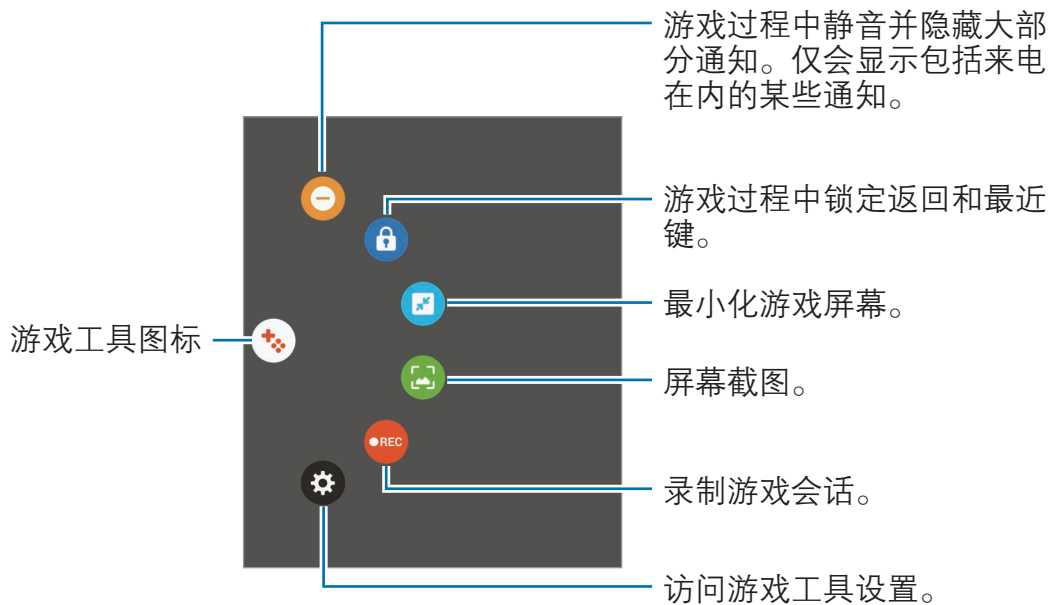 游戏过程中静音并隐藏大部
分通知。仅会显示包括来电
在内的某些通知。
游戏过程中锁定返回和最近
键。
最小化游戏屏幕。
游戏工具图标
屏幕截图。
REC
录制游戏会话。
访问游戏工具设置。